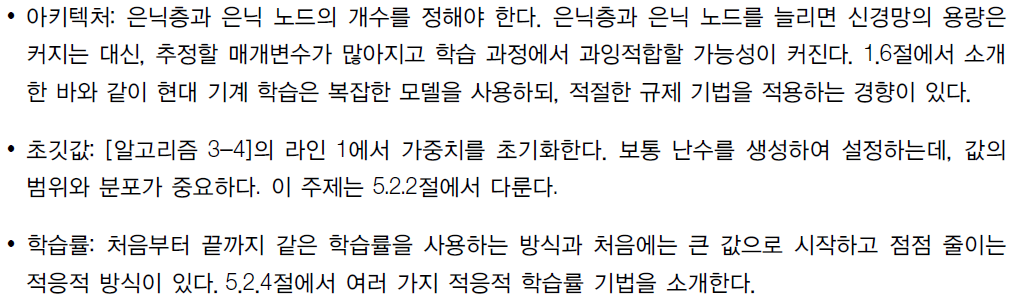 • 아키텍처: 은닉층과 은닉 노드의 개수를 정해야 한다. 은닉층과 은닉 노드를 늘리면 신경망의 용량은
커지는 대신, 추정할 매개변수가 많아지고 학습 과정에서 과잉적합할 가능성이 커진다. 1.6절에서 소개
한 바와 같이 현대 기계 학습은 복잡한 모델을 사용하되, 적절한 규제 기법을 적용하는 경향이 있다.
• 초깃값: [알고리즘 3-4]의 라인 1에서 가중치를 초기화한다. 보통 난수를 생성하여 설정하는데, 값의
범위와 분포가 중요하다. 이 주제는 5.2.2절에서 다룬다.
• 학습률: 처음부터 끝까지 같은 학습률을 사용하는 방식과 처음에는 큰 값으로 시작하고 점점 줄이는
적응적 방식이 있다. 5.2.4절에서 여러 가지 적응적 학습률 기법을 소개한다.